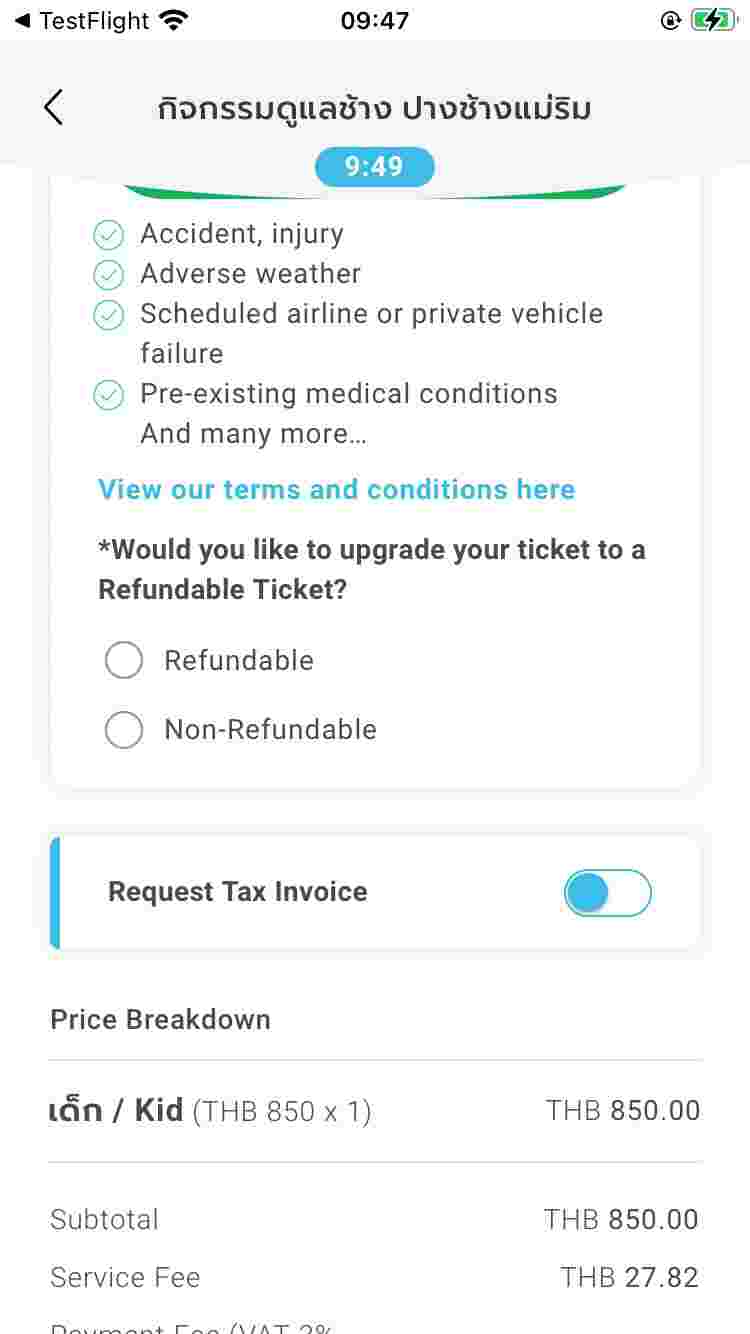 TestFlight 09:47
กิจกรรมดูแลช้าง ปางช้างแม่ริม
9:49
Accident, injury
Adverse weather
Scheduled airline or private vehicle
failure
Pre-existing medical conditions
And many more...
View our terms and conditions here
*Would you like to upgrade your ticket to a
Refundable Ticket?
Refundable
Non-Refundable
Request Tax Invoice
Price Breakdown
เด็ก / Kid (THB 850 x 1) THB 850.00
Subtotal THB 850.00
Service Fee THB 27.82
Payment Fee (VAT 3%